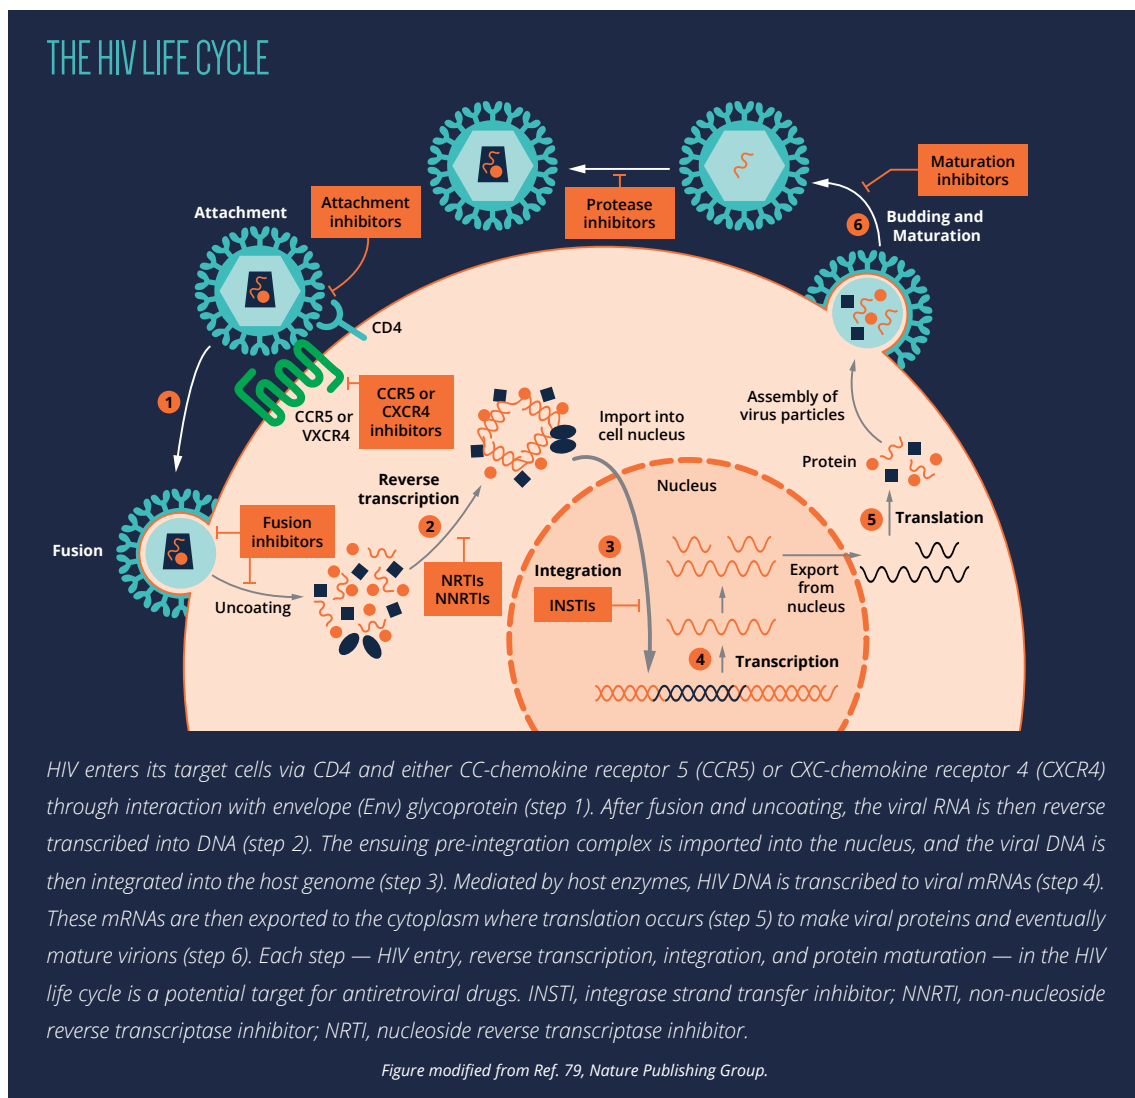 THE HIV LIFE CYCLE
Maturation
inhibitors
Attachment
inhibitors
Protease
inhibitors
Attachment
6
Budding and
Maturation
CD4
1
CCR5 or
CXCR4
inhibitors
CCR5 or
VXCR4
Import into
cell nucleus
Assembly of
virus particles
Protein
Reverse
transcription
2
Nucleus
Fusion
inhibitors
Fusion
5
Translation
3
Integration
NRTIs
NNRTIs
INSTIs
Export
from
nucleus
Uncoating
4
Transcription
HIV enters its target cells via CD4 and either CC-chemokine receptor 5 (CCR5) or CXC-chemokine receptor 4 (CXCR4)
through interaction with envelope (Env) glycoprotein (step 1). After fusion and uncoating, the viral RNA is then reverse
transcribed into DNA (step 2). The ensuing pre-integration complex is imported into the nucleus, and the viral DNA is
then integrated into the host genome (step 3). Mediated by host enzymes, HIV DNA is transcribed to viral mRNAs (step 4).
These mRNAs are then exported to the cytoplasm where translation occurs (step 5) to make viral proteins and eventually
mature virions (step 6). Each step — HIV entry, reverse transcription, integration, and protein maturation — in the HIV
life cycle is a potential target for antiretroviral drugs. INSTI, integrase strand transfer inhibitor; NNRTI, non-nucleoside
reverse transcriptase inhibitor; NRTI, nucleoside reverse transcriptase inhibitor.
Figure modified from Ref. 79, Nature Publishing Group.